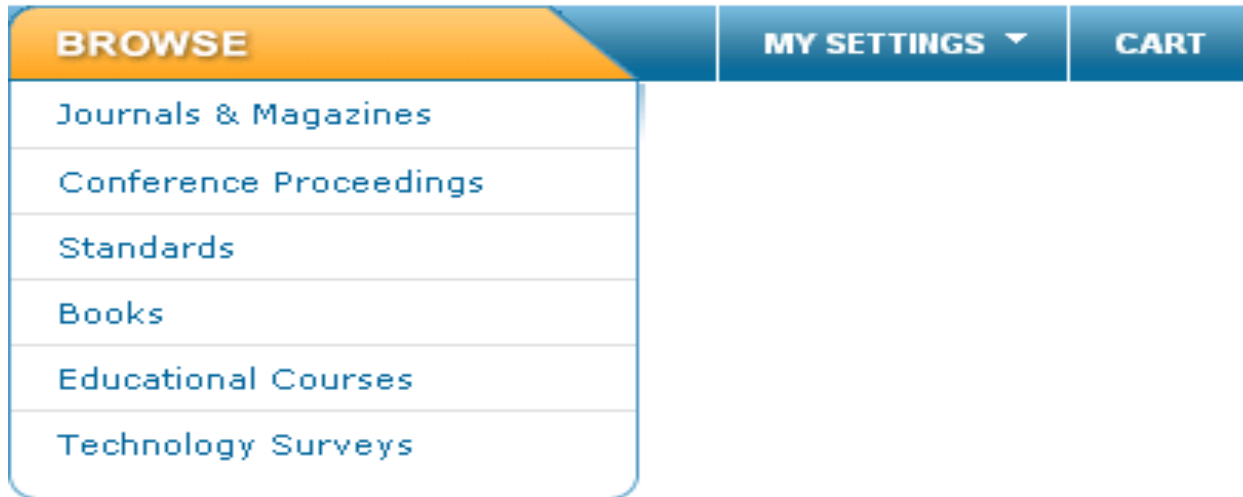 BROWSE MY SETTINGS CART
Journals & Magazines
Conference Proceedings
Standards
Books
Educational Courses
Technology Surveys